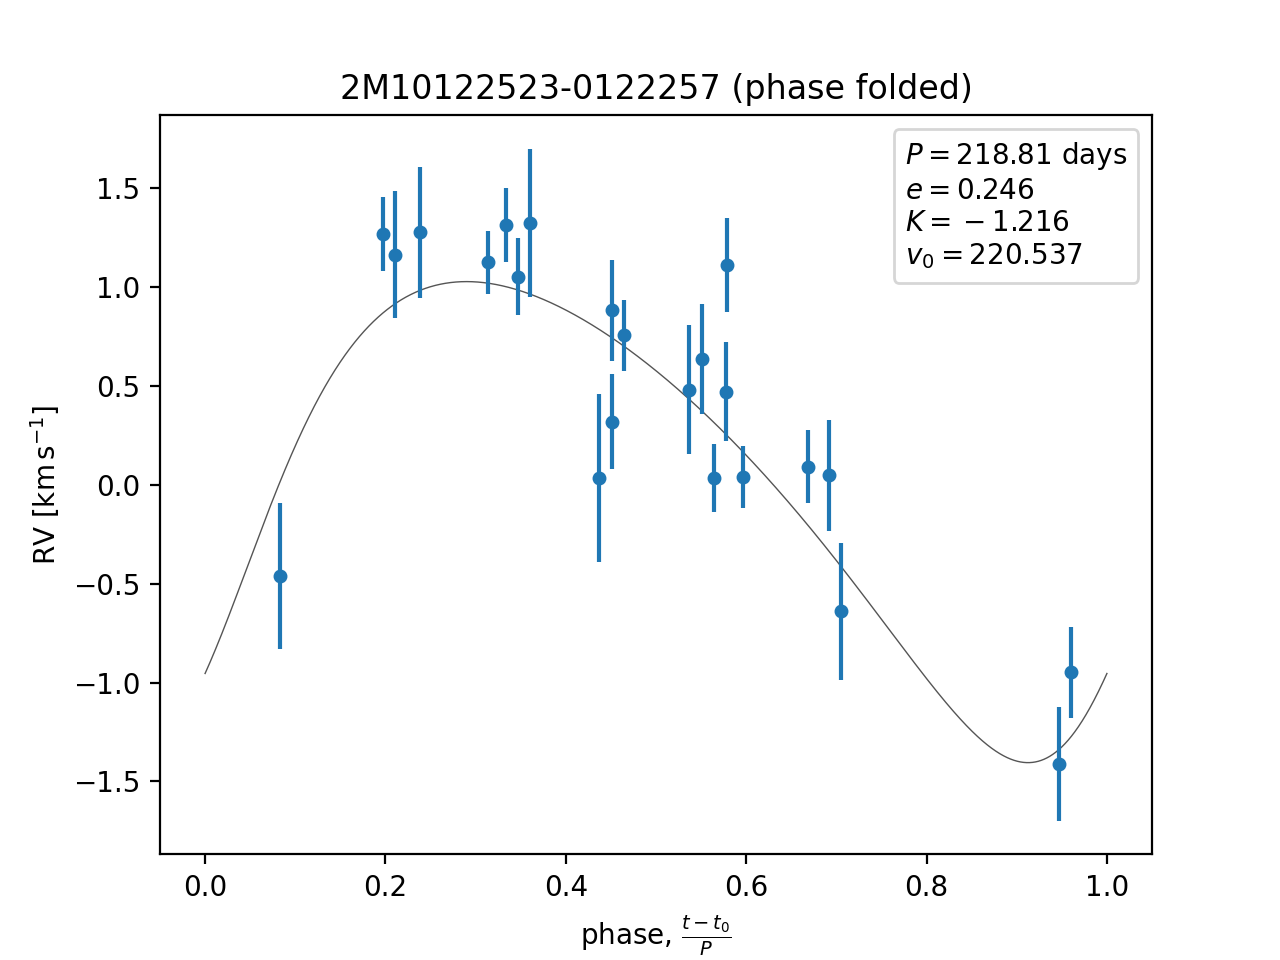 2M10122523-0122257 (phase folded)
P = 218.81 days
e = 0.246
K = −1.216
v₀ = 220.537
1.5
1.0
0.5
0.0
−0.5
−1.0
−1.5
RV [km s⁻¹]
0.0 0.2 0.4 0.6 0.8 1.0
phase, (t − t₀)/P